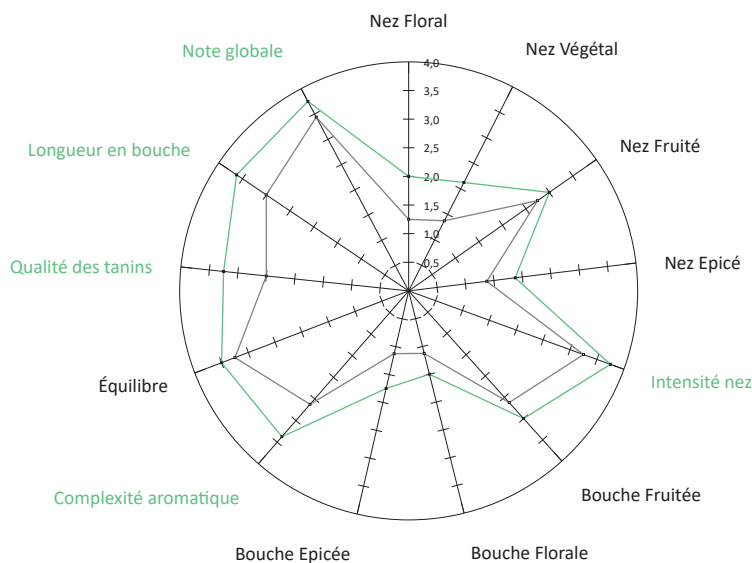 Nez Floral
Note globale
Nez Végétal
4,0
3,5
3,0
2,5
2,0
1,5
1,0
0,5
Longueur en bouche
Nez Fruité
Qualité des tanins
Nez Epicé
Équilibre
Intensité nez
Complexité aromatique
Bouche Fruitée
Bouche Epicée
Bouche Florale